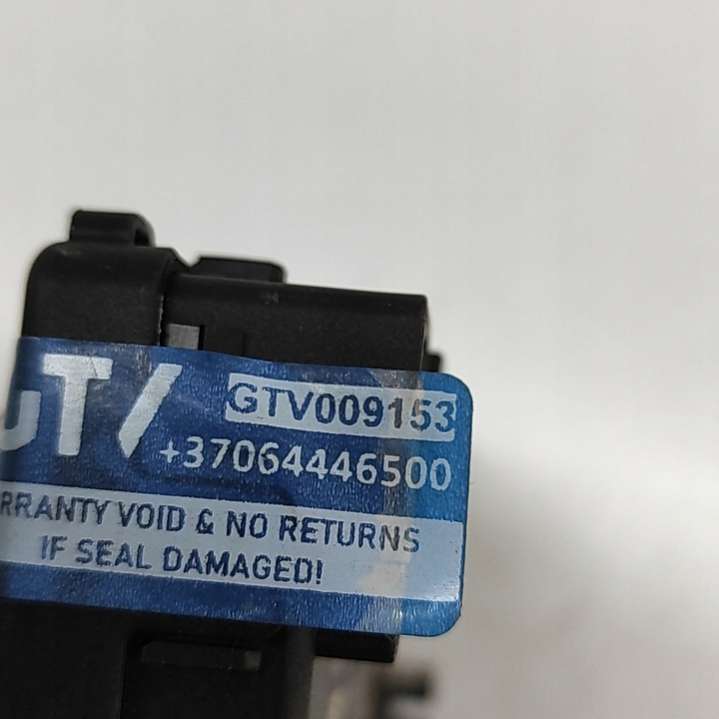 GTV009153
+37064446500
RRANTY VOID & NO RETURNS
IF SEAL DAMAGED!